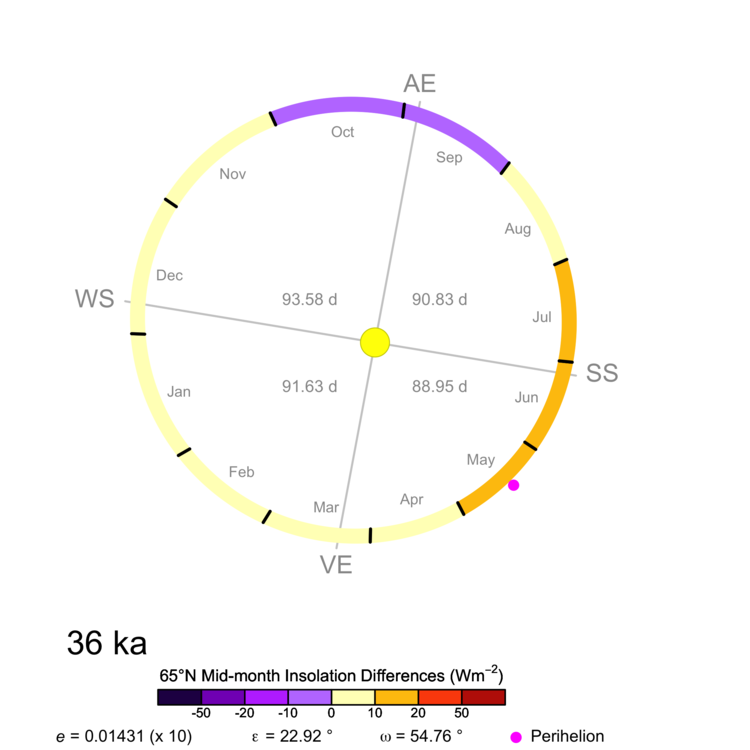 AE
Oct
Sep
Nov
Aug
Dec
WS
93.58 d
90.83 d
Jul
SS
91.63 d
88.95 d
Jan
Jun
Feb
May
Mar
Apr
VE
36 ka
65°N Mid-month Insolation Differences (Wm⁻²)
-50 -20 -10 0 10 20 50
e = 0.01431 (x 10) ε = 22.92 ° ω = 54.76 ° Perihelion